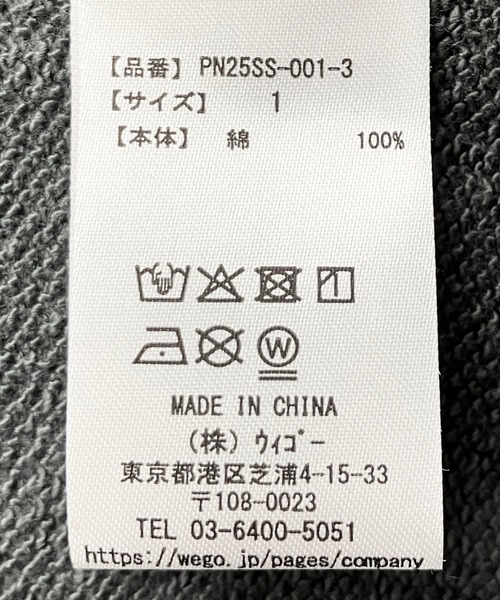 【品番】PN25SS-001-3
【サイズ】 1
【本体】 綿 100%
W
MADE IN CHINA
(株) ｳｨｺﾞｰ
東京都港区芝浦4-15-33
〒108-0023
TEL 03-6400-5051
https://wego.jp/pages/company